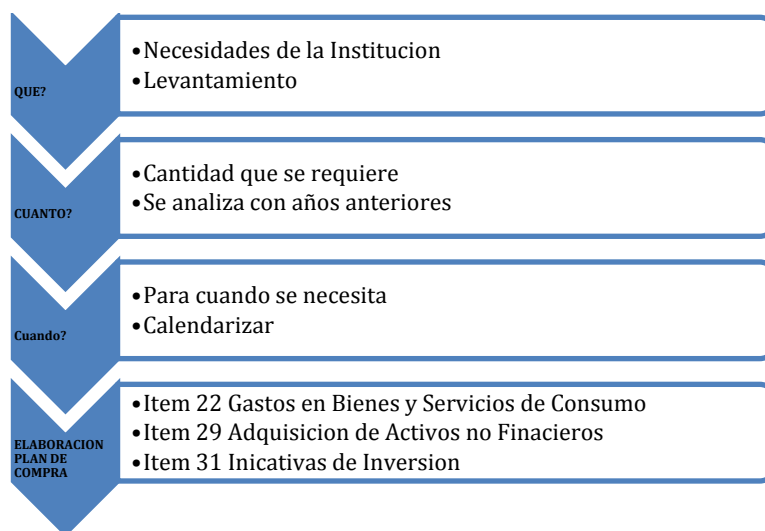 QUE?
•Necesidades de la Institucion
•Levantamiento
CUANTO?
•Cantidad que se requiere
•Se analiza con años anteriores
Cuando?
•Para cuando se necesita
•Calendarizar
ELABORACION
PLAN DE
COMPRA
•Item 22 Gastos en Bienes y Servicios de Consumo
•Item 29 Adquisicion de Activos no Finacieros
•Item 31 Inicativas de Inversion